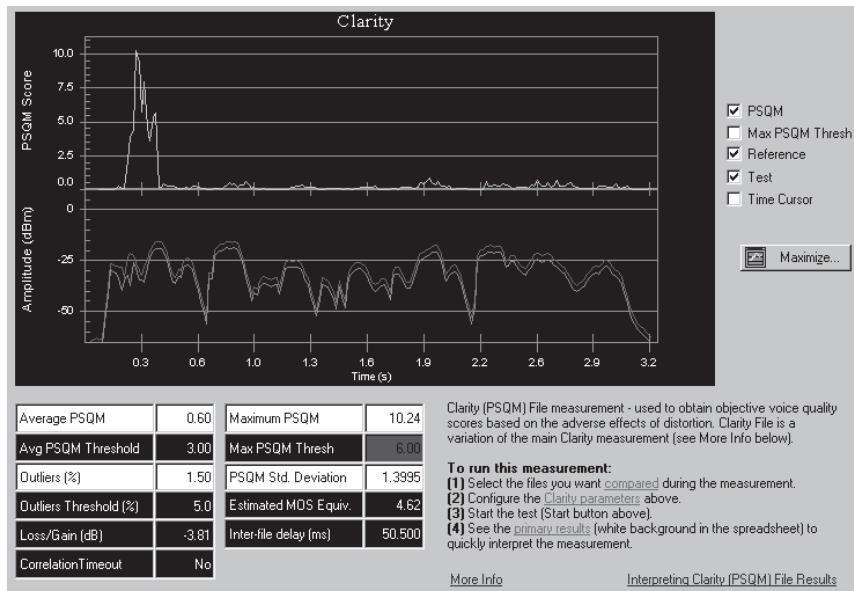 Clarity
PSQM Score
10.0
7.5
5.0
2.5
0.0
Amplitude (dBm)
0
-25
-50
0.3 0.6 1.0 1.3 1.6 1.9 2.2 2.6 2.9 3.2
Time (s)
PSQM
Max PSQM Thresh
Reference
Test
Time Cursor
Maximize...
Average PSQM 0.60
Avg PSQM Threshold 3.00
Outliers (%) 1.50
Outliers Threshold (%) 5.0
Loss/Gain (dB) -3.81
CorrelationTimeout No
Maximum PSQM 10.24
Max PSQM Thresh 6.00
PSQM Std. Deviation 1.3995
Estimated MOS Equiv. 4.62
Inter-file delay (ms) 50.500
Clarity (PSQM) File measurement - used to obtain objective voice quality
scores based on the adverse effects of distortion. Clarity File is a
variation of the main Clarity measurement (see More Info below).
To run this measurement:
(1) Select the files you want compared during the measurement.
(2) Configure the Clarity parameters above.
(3) Start the test (Start button above).
(4) See the primary results (white background in the spreadsheet) to
quickly interpret the measurement.
More Info Interpreting Clarity (PSQM) File Results